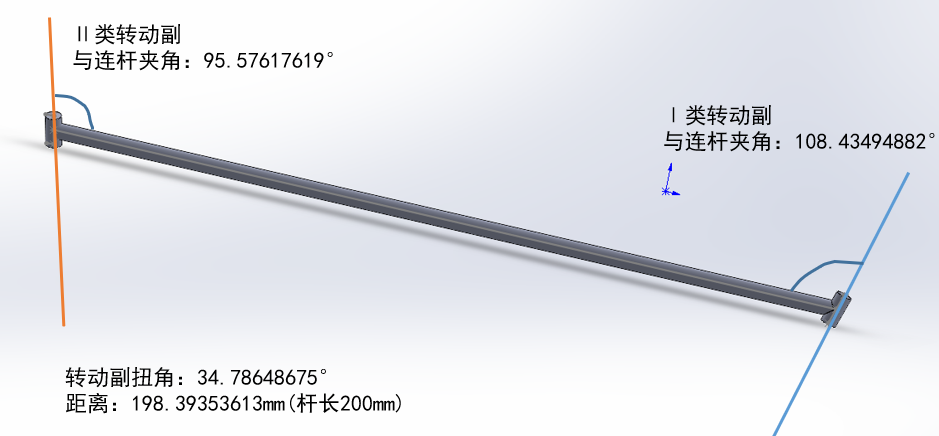 Ⅱ类转动副
与连杆夹角：95.57617619°
Ⅰ类转动副
与连杆夹角：108.43494882°
转动副扭角：34.78648675°
距离：198.39353613mm(杆长200mm)